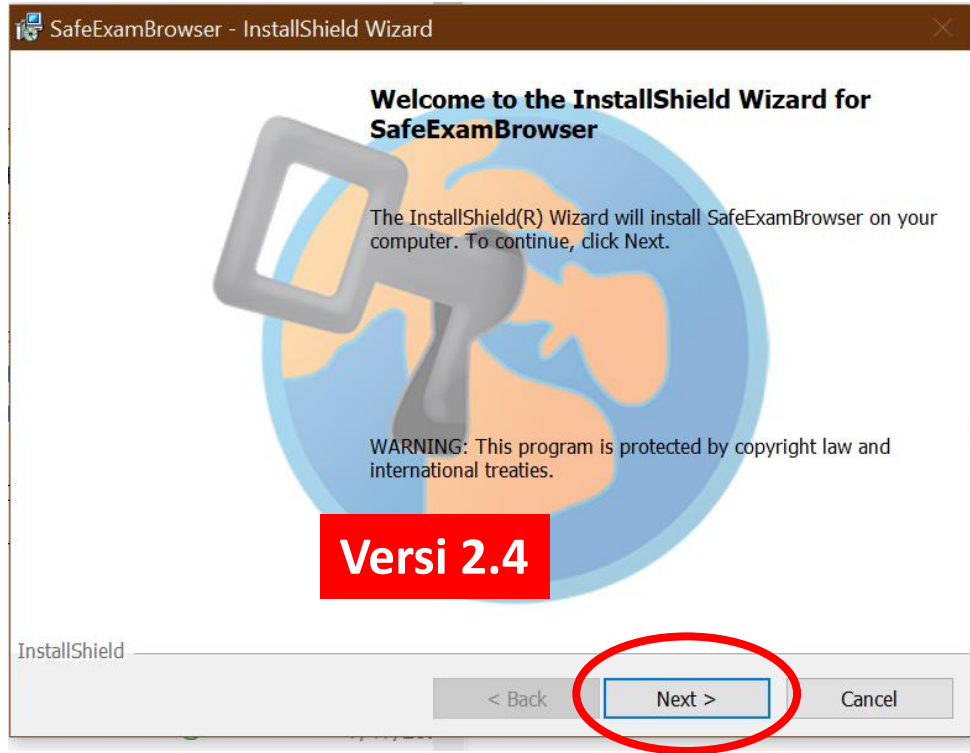 SafeExamBrowser - InstallShield Wizard
Welcome to the InstallShield Wizard for
SafeExamBrowser
The InstallShield(R) Wizard will install SafeExamBrowser on your
computer. To continue, click Next.
WARNING: This program is protected by copyright law and
international treaties.
Versi 2.4
InstallShield
< Back Next > Cancel